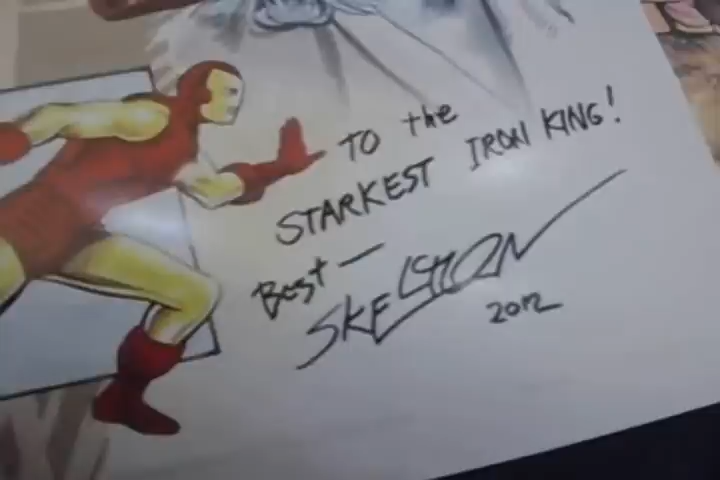 TO the
STARKEST IRON KING!
Best —
SKELTON
2012